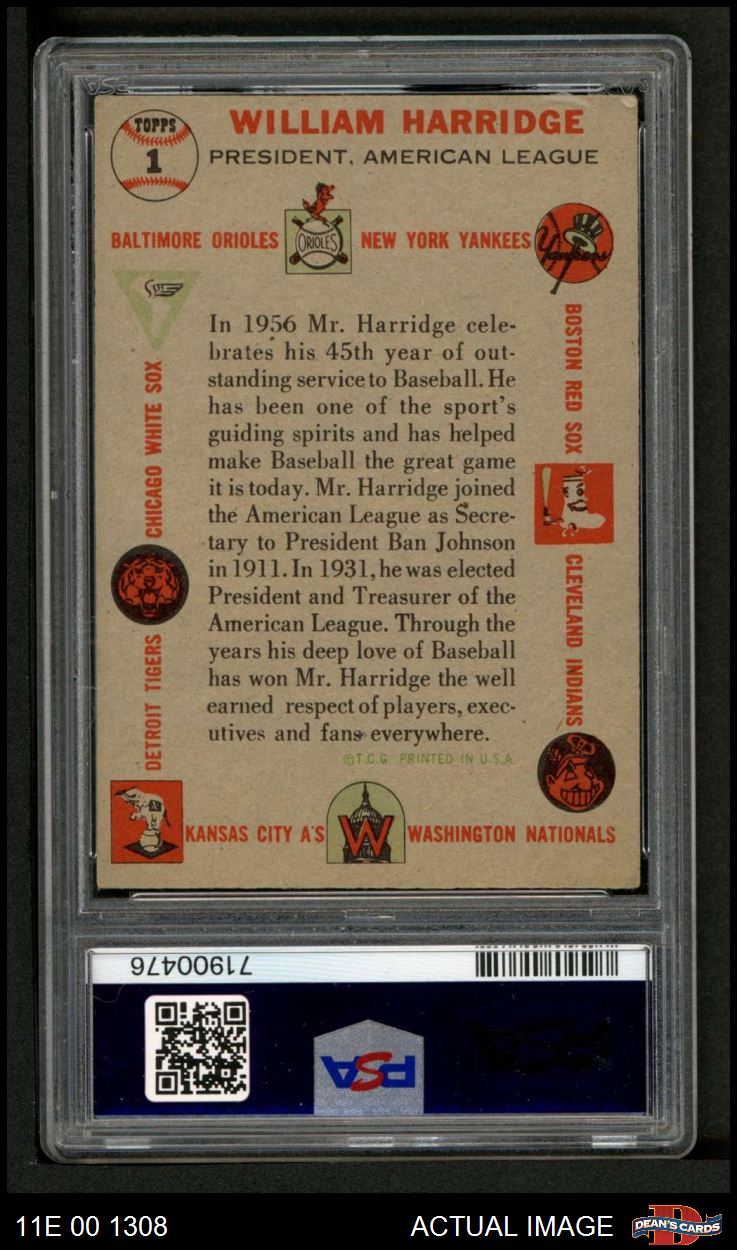 TOPPS
1
WILLIAM HARRIDGE
PRESIDENT, AMERICAN LEAGUE
BALTIMORE ORIOLES
ORIOLES
NEW YORK YANKEES
Yankees
BOSTON RED SOX
CLEVELAND INDIANS
CHICAGO WHITE SOX
DETROIT TIGERS
In 1956 Mr. Harridge cele-
brates his 45th year of out-
standing service to Baseball. He
has been one of the sport's
guiding spirits and has helped
make Baseball the great game
it is today. Mr. Harridge joined
the American League as Secre-
tary to President Ban Johnson
in 1911. In 1931, he was elected
President and Treasurer of the
American League. Through the
years his deep love of Baseball
has won Mr. Harridge the well
earned respect of players, exec-
utives and fans everywhere.
©T.C.G. PRINTED IN U.S.A.
KANSAS CITY A'S
W
WASHINGTON NATIONALS
71900476
PSA
11E 00 1308
ACTUAL IMAGE
DEAN'S CARDS